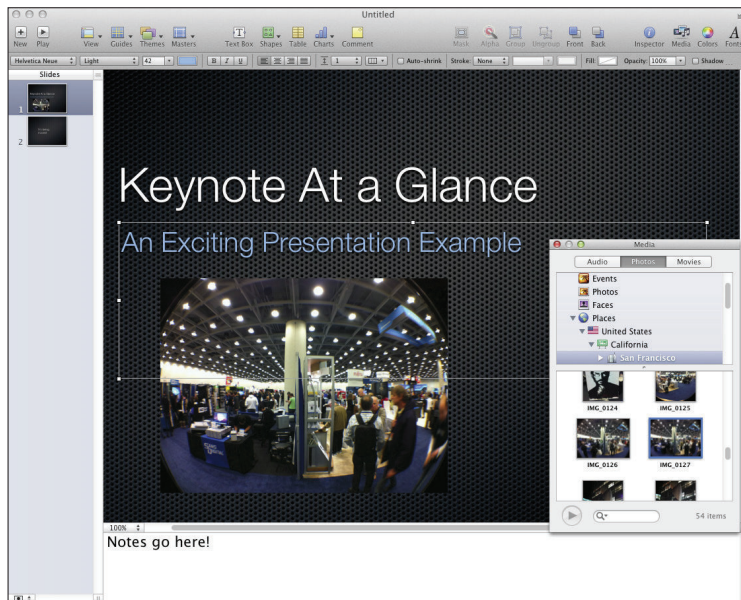 Untitled
New Play View Guides Themes Masters Text Box Shapes Table Charts Comment Mask Alpha Group Ungroup Front Back Inspector Media Colors Fonts
Helvetica Neue Light 42 B I U 1 Auto-shrink Stroke: None Fill: Opacity: 100% Shadow
Slides
1
2
Keynote At a Glance
An Exciting Presentation Example
Media
Audio Photos Movies
Events
Photos
Faces
Places
United States
California
San Francisco
IMG_0124 IMG_0125
IMG_0126 IMG_0127
54 items
100%
Notes go here!